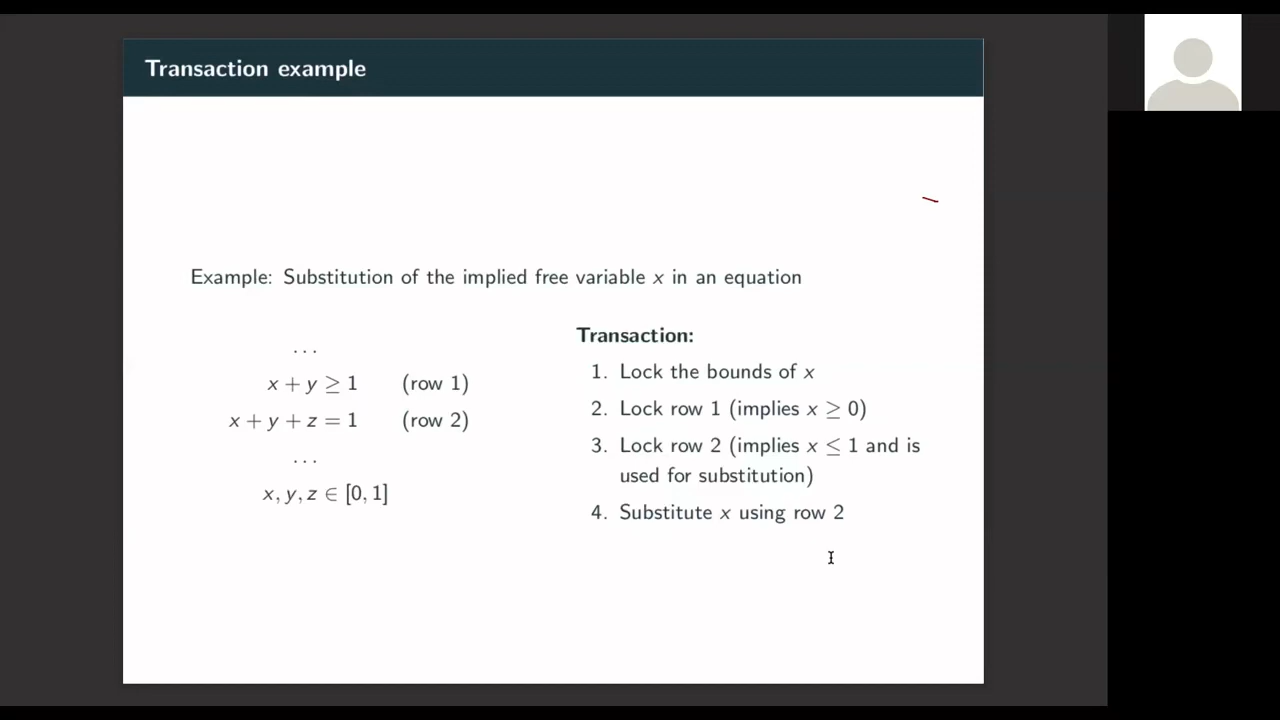 Transaction example
Example: Substitution of the implied free variable x in an equation
...
x + y ≥ 1 (row 1)
x + y + z = 1 (row 2)
...
x, y, z ∈ [0, 1]
Transaction:
1. Lock the bounds of x
2. Lock row 1 (implies x ≥ 0)
3. Lock row 2 (implies x ≤ 1 and is
used for substitution)
4. Substitute x using row 2